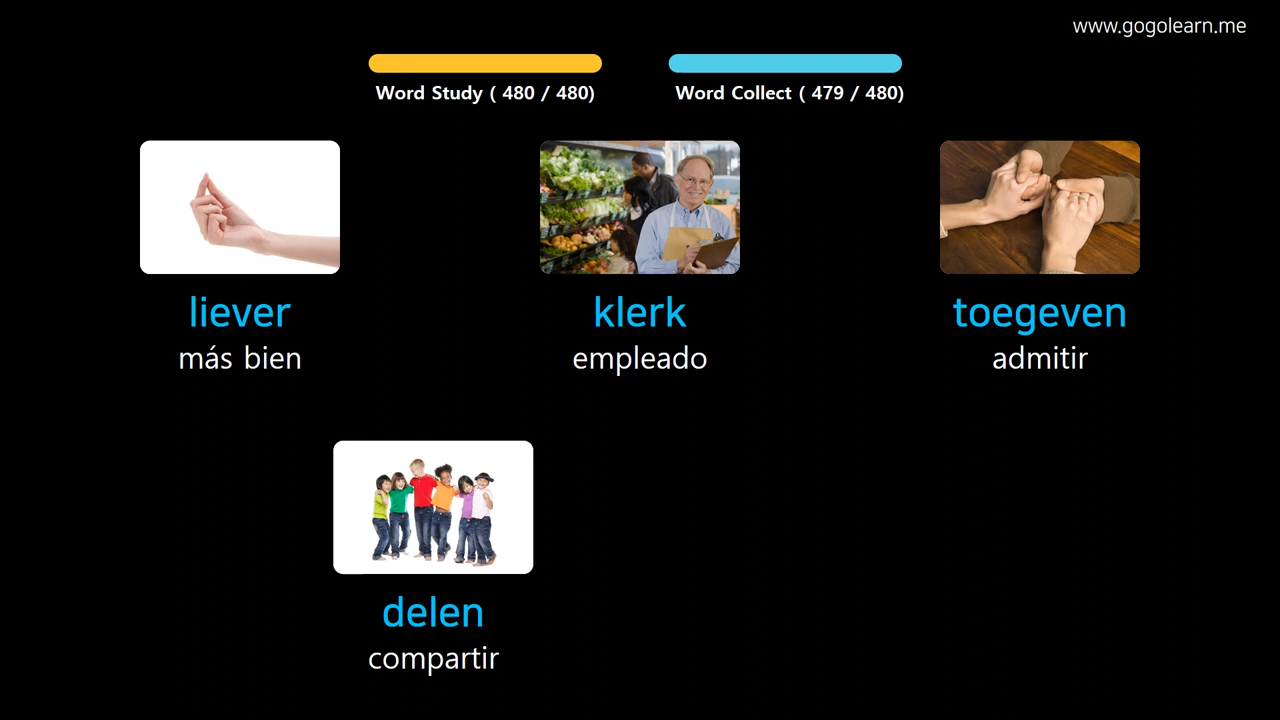 www.gogolearn.me
Word Study ( 480 / 480)
Word Collect ( 479 / 480)
liever
más bien
klerk
empleado
toegeven
admitir
delen
compartir